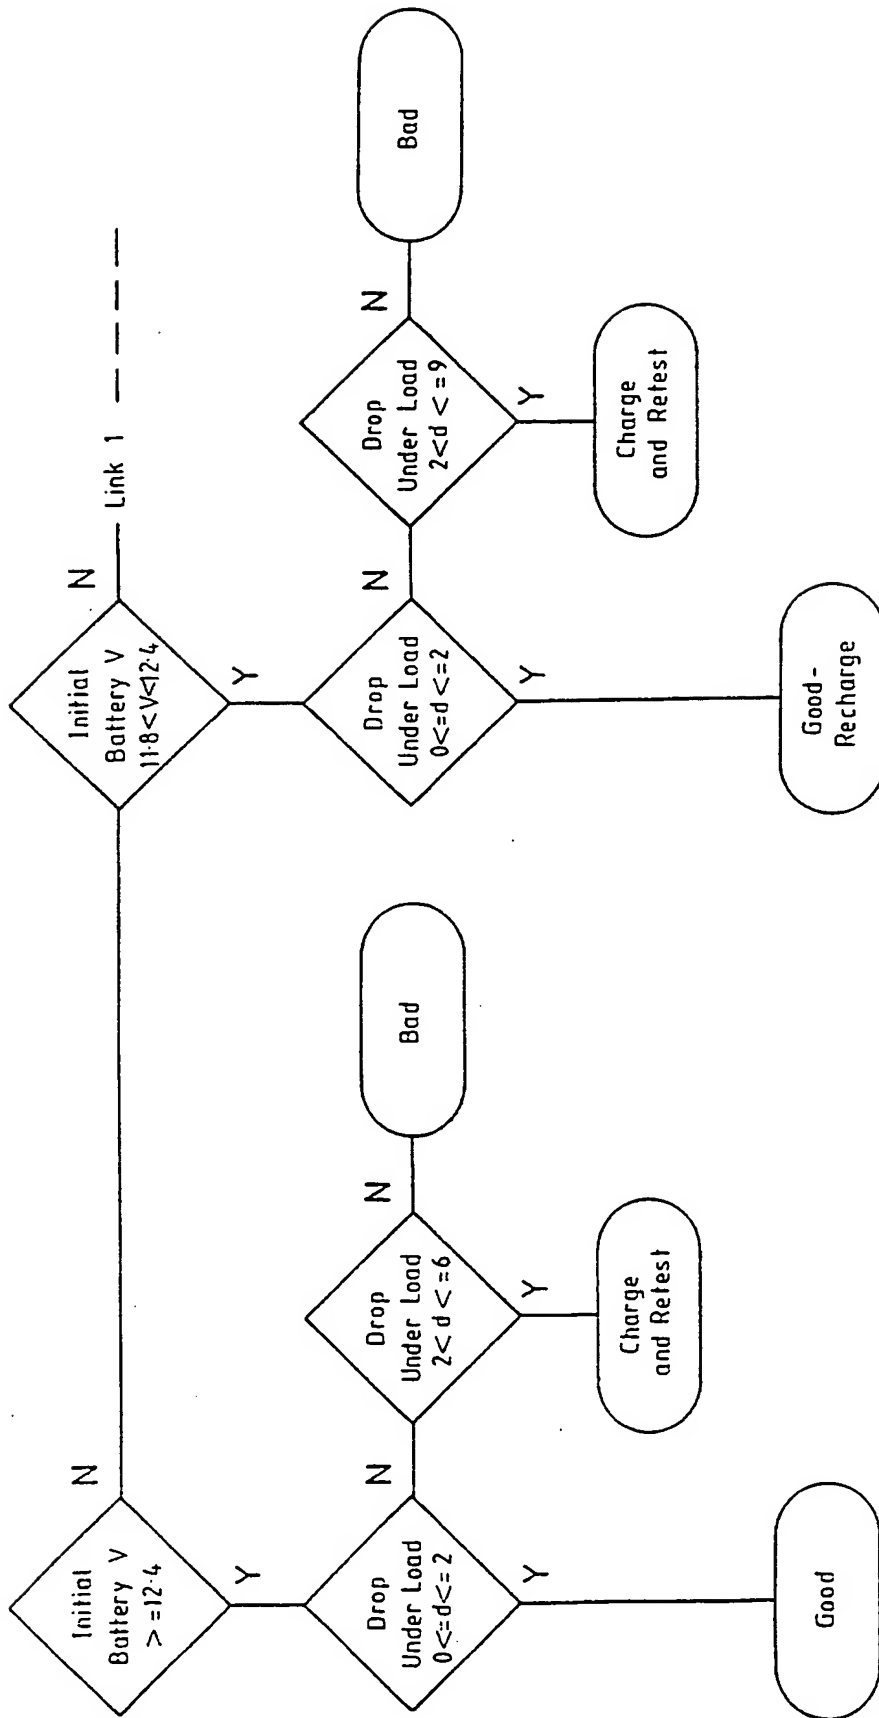 Initial
Battery V
> =12·4
N
Y
Drop
Under Load
0<=d<=2
N
Y
Good
Drop
Under Load
2<d <=6
N
Y
Charge
and Retest
Bad
Initial
Battery V
11·8<V<12·4
N
Link 1
Y
Drop
Under Load
0<=d <=2
N
Y
Good-
Recharge
Drop
Under Load
2<d < =9
N
Y
Charge
and Retest
Bad